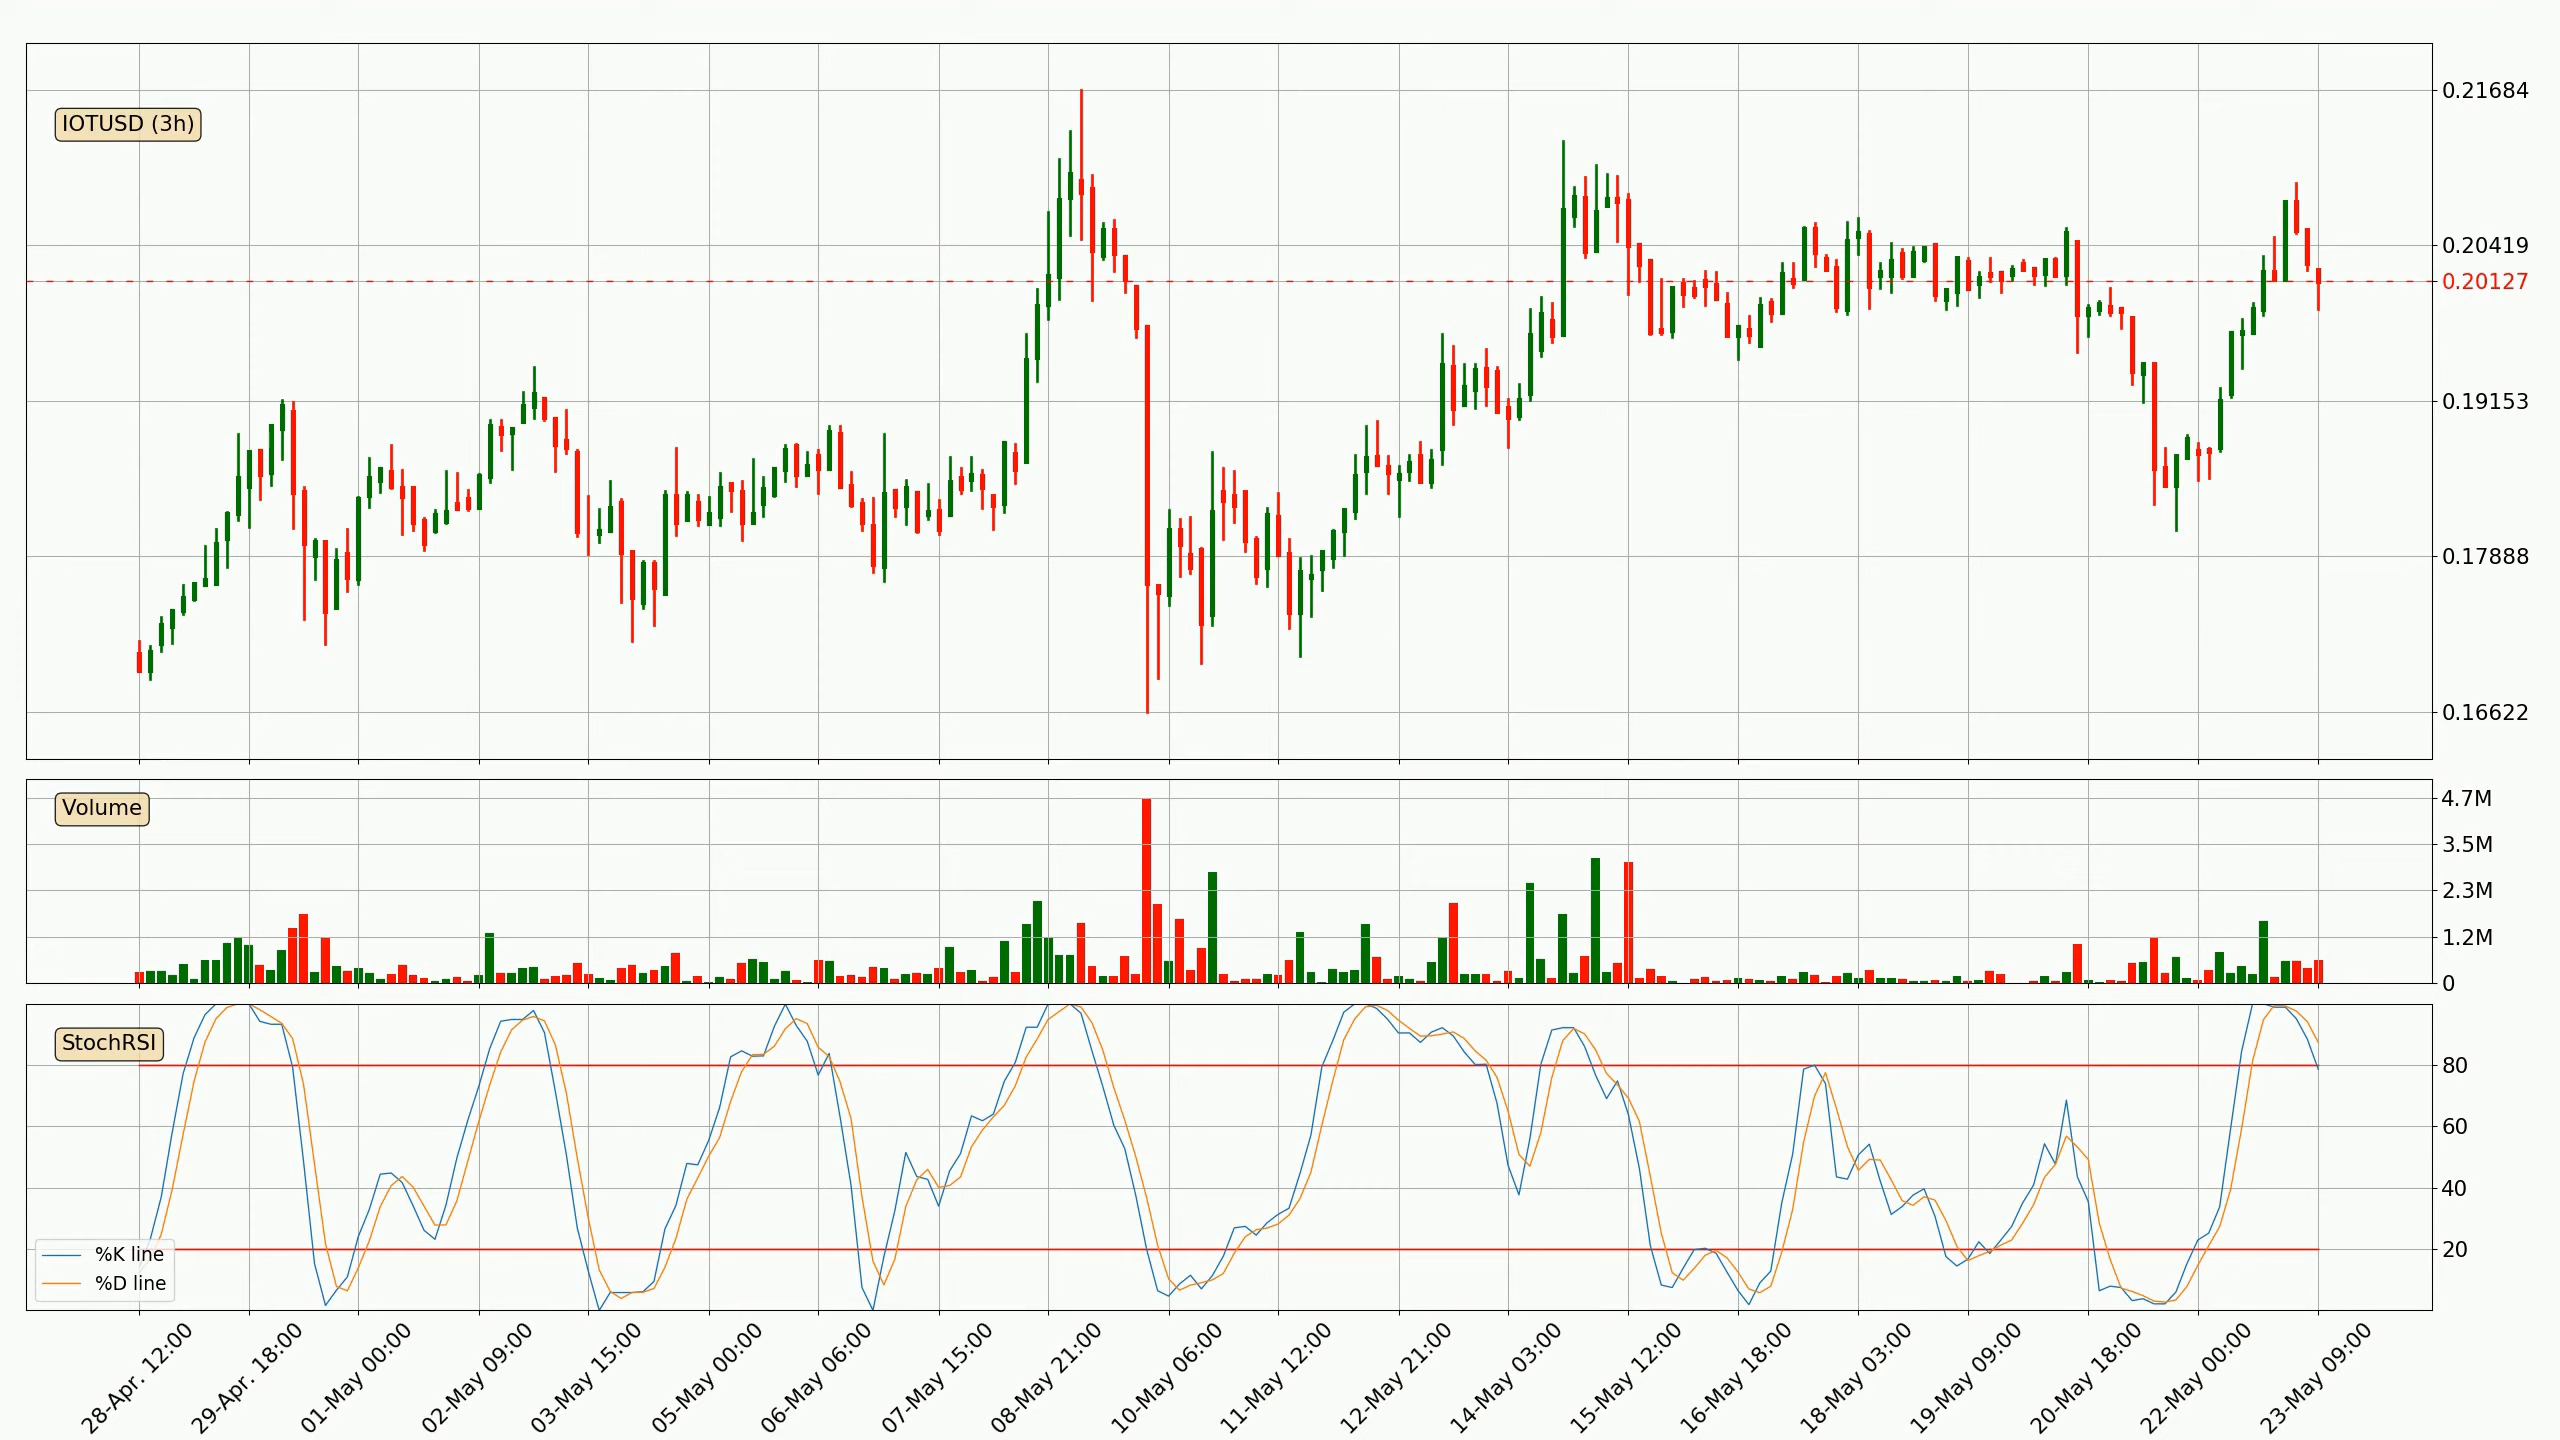 IOTUSD (3h)
0.21684
0.20419
0.20127
0.19153
0.17888
0.16622
Volume
4.7M
3.5M
2.3M
1.2M
0
StochRSI
80
60
40
20
%K line
%D line
28-Apr. 12:00
29-Apr. 18:00
01-May 00:00
02-May 09:00
03-May 15:00
05-May 00:00
06-May 06:00
07-May 15:00
08-May 21:00
10-May 06:00
11-May 12:00
12-May 21:00
14-May 03:00
15-May 12:00
16-May 18:00
18-May 03:00
19-May 09:00
20-May 18:00
22-May 00:00
23-May 09:00